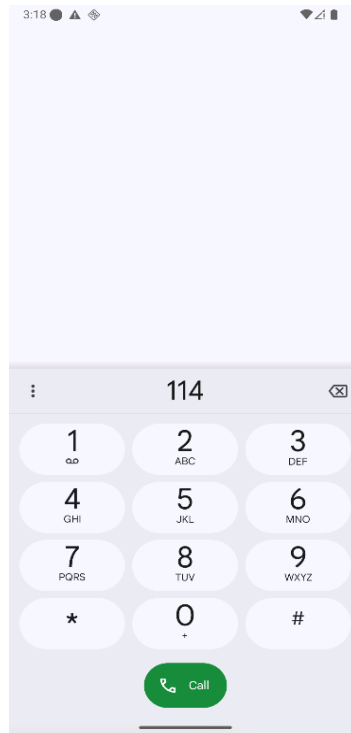 3:18
114
1
2 ABC
3 DEF
4 GHI
5 JKL
6 MNO
7 PQRS
8 TUV
9 WXYZ
*
0 +
#
Call